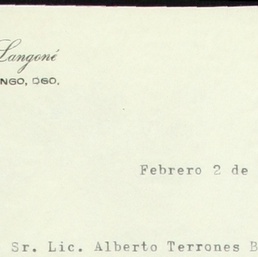 Langoné
NGO, DGO.
Febrero 2 de
Sr. Lic. Alberto Terrones B